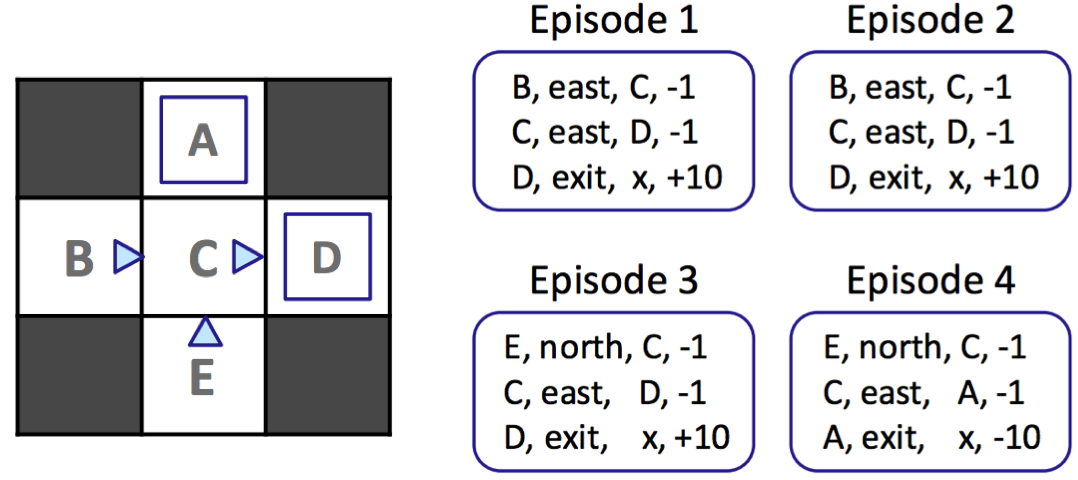 A
B
C
D
E
Episode 1
B, east, C, -1
C, east, D, -1
D, exit, x, +10
Episode 2
B, east, C, -1
C, east, D, -1
D, exit, x, +10
Episode 3
E, north, C, -1
C, east, D, -1
D, exit, x, +10
Episode 4
E, north, C, -1
C, east, A, -1
A, exit, x, -10